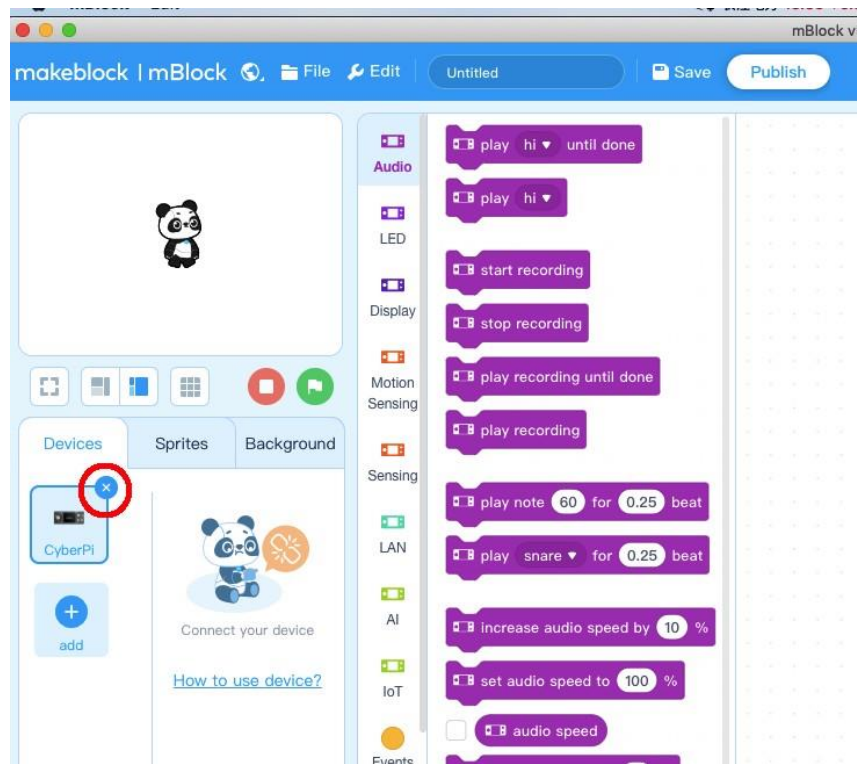 mBlock v
makeblock | mBlock File Edit Untitled Save Publish
Audio
LED
Display
Motion
Sensing
Sensing
LAN
AI
IoT
Events
play hi until done
play hi
start recording
stop recording
play recording until done
play recording
play note 60 for 0.25 beat
play snare for 0.25 beat
increase audio speed by 10 %
set audio speed to 100 %
audio speed
Devices Sprites Background
CyberPi
add
Connect your device
How to use device?